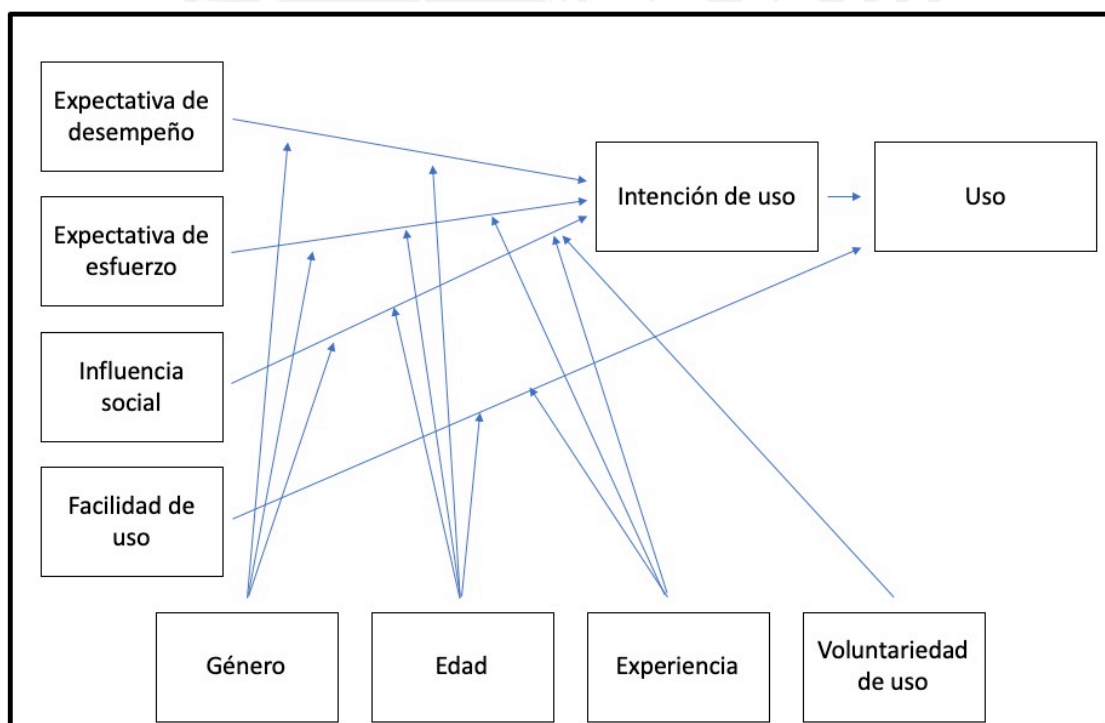 Expectativa de
desempeño
Intención de uso
Uso
Expectativa de
esfuerzo
Influencia
social
Facilidad de
uso
Género
Edad
Experiencia
Voluntariedad
de uso